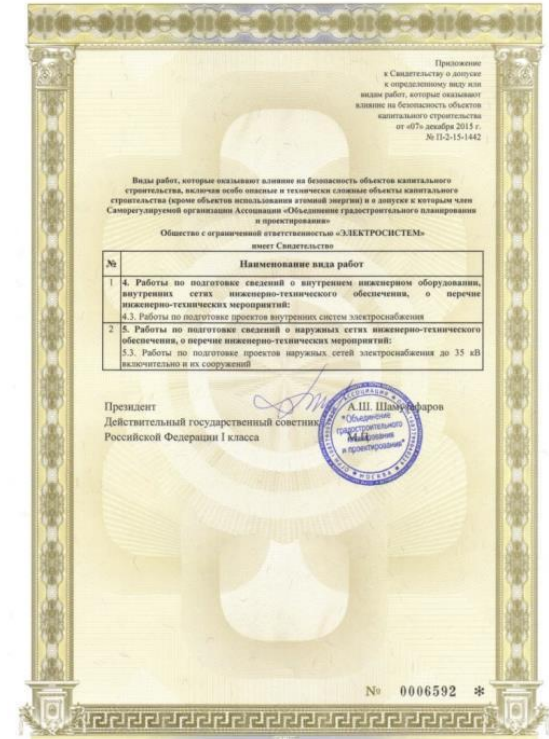 Приложение
к Свидетельству о допуске
к определенному виду или
видам работ, которые оказывают
влияние на безопасность объектов
капитального строительства
от «07» декабря 2015 г.
№ П-2-15-1442
Виды работ, которые оказывают влияние на безопасность объектов капитального
строительства, включая особо опасные и технически сложные объекты капитального
строительства (кроме объектов использования атомной энергии) и о допуске к которым член
Саморегулируемой организации Ассоциации «Объединение градостроительного планирования
и проектирования»
Общество с ограниченной ответственностью «ЭЛЕКТРОСИСТЕМ»
имеет Свидетельство
№ Наименование вида работ
1 4. Работы по подготовке сведений о внутреннем инженерном оборудовании,
внутренних сетях инженерно-технического обеспечения, о перечне
инженерно-технических мероприятий:
4.3. Работы по подготовке проектов внутренних систем электроснабжения
2 5. Работы по подготовке сведений о наружных сетях инженерно-технического
обеспечения, о перечне инженерно-технических мероприятий:
5.3. Работы по подготовке проектов наружных сетей электроснабжения до 35 кВ
включительно и их сооружений
Президент А.Ш. Шамузафаров
Действительный государственный советник
Российской Федерации I класса М.П.
"Объединение
градостроительного
планирования
и проектирования"
№ 0006592 *